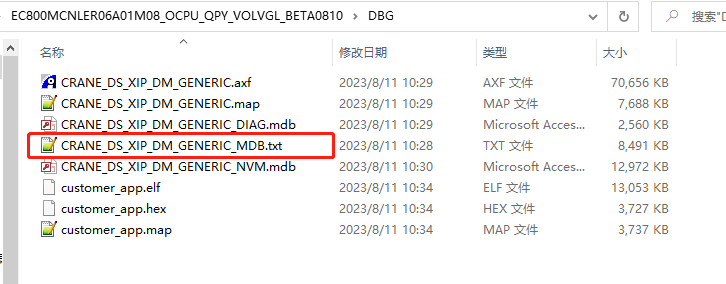 EC800MCNLER06A01M08_OCPU_QPY_VOLVGL_BETA0810 > DBG 搜索"D
名称 修改日期 类型 大小
CRANE_DS_XIP_DM_GENERIC.axf 2023/8/11 10:29 AXF 文件 70,656 KB
CRANE_DS_XIP_DM_GENERIC.map 2023/8/11 10:29 MAP 文件 7,688 KB
CRANE_DS_XIP_DM_GENERIC_DIAG.mdb 2023/8/11 10:29 Microsoft Acces... 2,560 KB
CRANE_DS_XIP_DM_GENERIC_MDB.txt 2023/8/11 10:28 TXT 文件 8,491 KB
CRANE_DS_XIP_DM_GENERIC_NVM.mdb 2023/8/11 10:30 Microsoft Acces... 12,972 KB
customer_app.elf 2023/8/11 10:34 ELF 文件 13,053 KB
customer_app.hex 2023/8/11 10:34 HEX 文件 3,727 KB
customer_app.map 2023/8/11 10:34 MAP 文件 3,737 KB